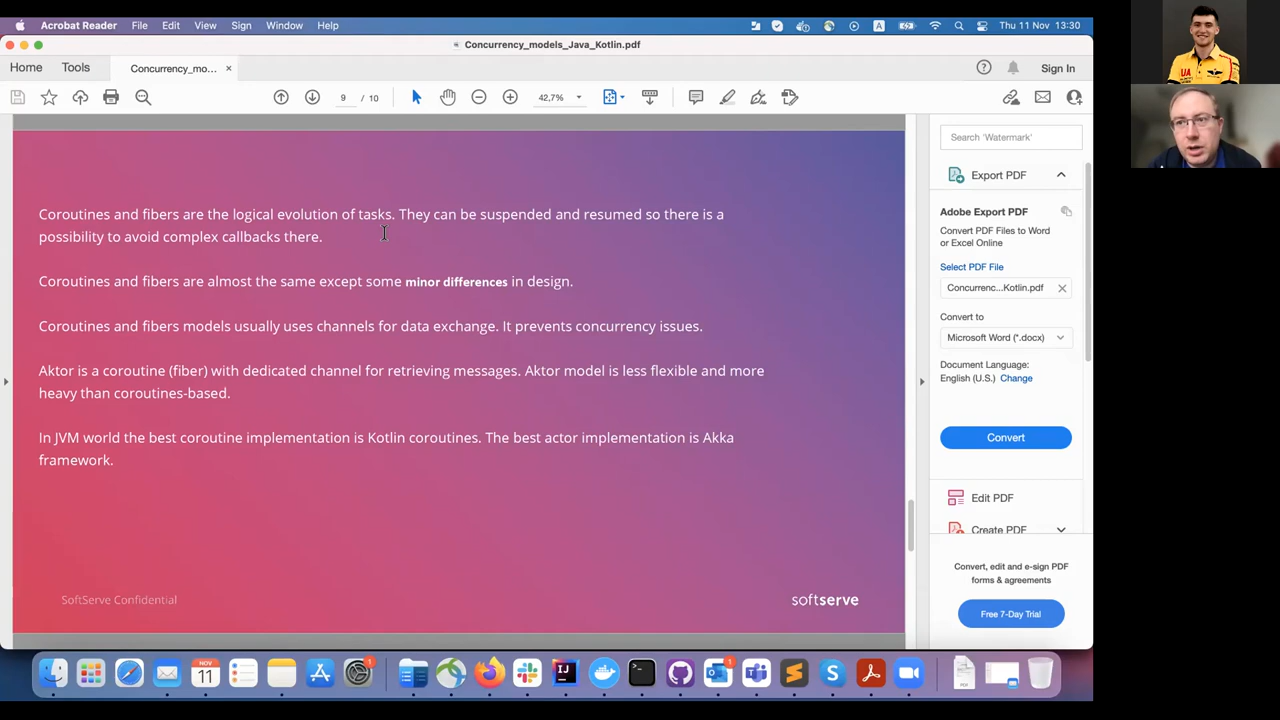 Acrobat Reader File Edit View Sign Window Help
A
Thu 11 Nov 13:30
Concurrency_models_Java_Kotlin.pdf
Home Tools
Concurrency_mo... ×
Sign In
9 / 10
42,7%
Coroutines and fibers are the logical evolution of tasks. They can be suspended and resumed so there is a
possibility to avoid complex callbacks there.
Coroutines and fibers are almost the same except some minor differences in design.
Coroutines and fibers models usually uses channels for data exchange. It prevents concurrency issues.
Aktor is a coroutine (fiber) with dedicated channel for retrieving messages. Aktor model is less flexible and more
heavy than coroutines-based.
In JVM world the best coroutine implementation is Kotlin coroutines. The best actor implementation is Akka
framework.
SoftServe Confidential
softserve
Search 'Watermark'
Export PDF
Adobe Export PDF
Convert PDF Files to Word
or Excel Online
Select PDF File
Concurrenc...Kotlin.pdf
Convert to
Microsoft Word (*.docx)
Document Language:
English (U.S.) Change
Convert
Edit PDF
Create PDF
Convert, edit and e-sign PDF
forms & agreements
Free 7-Day Trial
UA
NOV
11
1
1